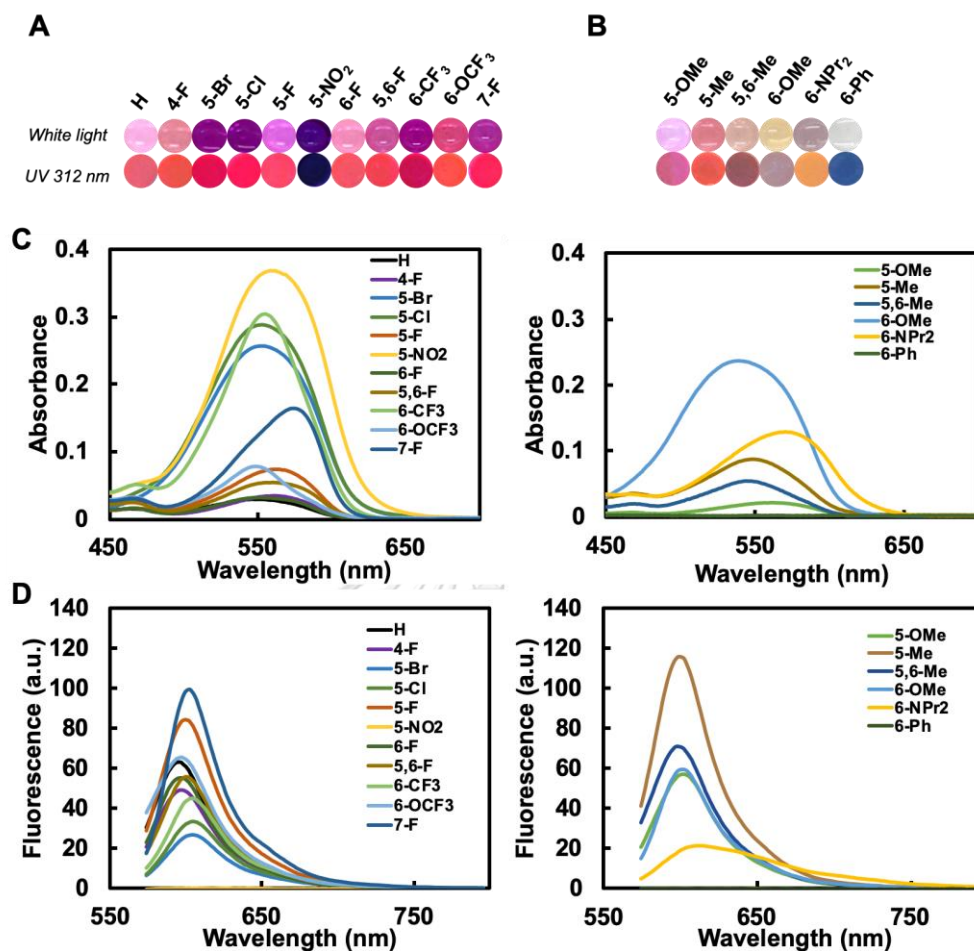 A
H 4-F 5-Br 5-Cl 5-F 5-NO2 6-F 5,6-F 6-CF3 6-OCF3 7-F
White light
UV 312 nm
B
5-OMe 5-Me 5,6-Me 6-OMe 6-NPr2 6-Ph
C
Absorbance
0.4
0.3
0.2
0.1
0
450 550 650
Wavelength (nm)
H
4-F
5-Br
5-Cl
5-F
5-NO2
6-F
5,6-F
6-CF3
6-OCF3
7-F
Absorbance
0.4
0.3
0.2
0.1
0
450 550 650
Wavelength (nm)
5-OMe
5-Me
5,6-Me
6-OMe
6-NPr2
6-Ph
D
Fluorescence (a.u.)
140
120
100
80
60
40
20
0
550 650 750
Wavelength (nm)
H
4-F
5-Br
5-Cl
5-F
5-NO2
6-F
5,6-F
6-CF3
6-OCF3
7-F
Fluorescence (a.u.)
140
120
100
80
60
40
20
0
550 650 750
Wavelength (nm)
5-OMe
5-Me
5,6-Me
6-OMe
6-NPr2
6-Ph